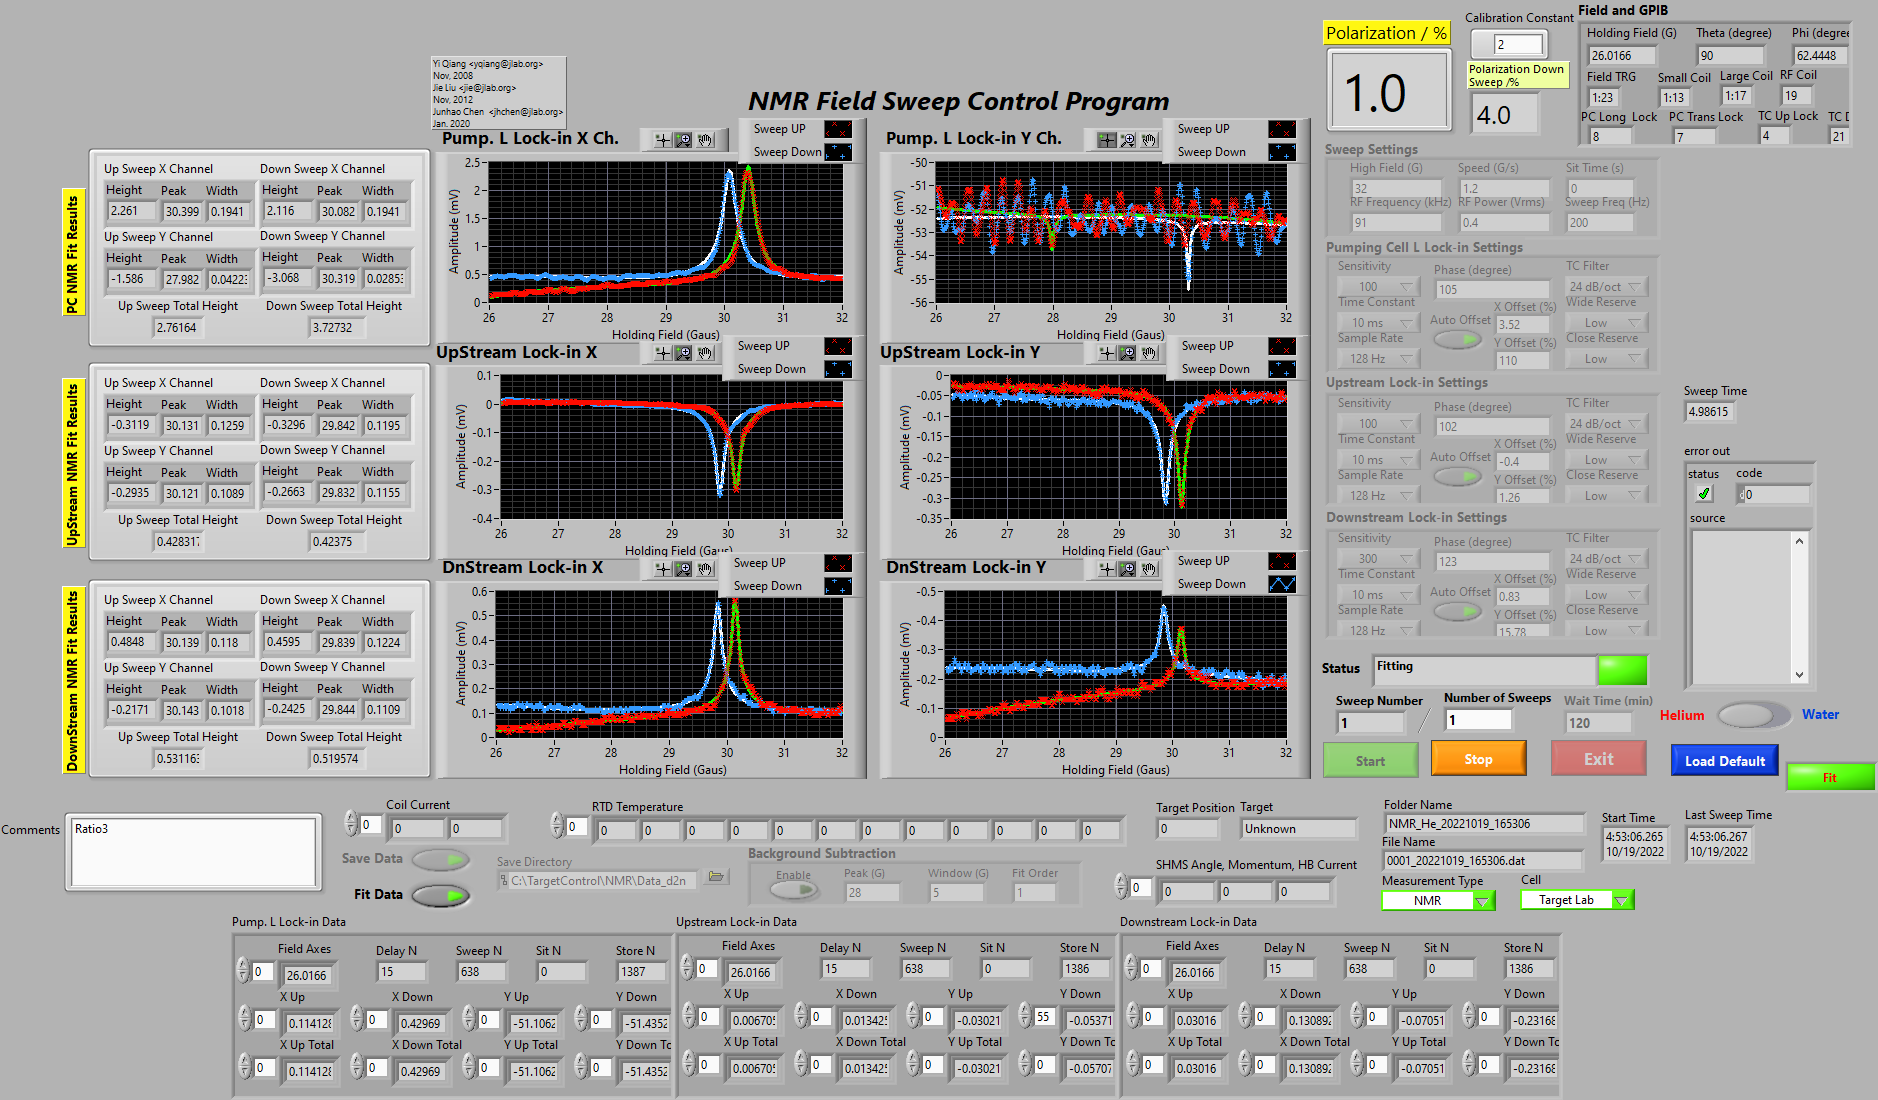 Yi Qiang <yqiang@jlab.org>
Nov, 2008
Jie Liu <jie@jlab.org>
Nov, 2012
Junhao Chen <jhchen@jlab.org>
Jan. 2020
NMR Field Sweep Control Program
Polarization / %
1.0
Calibration Constant
2
Polarization Down
Sweep /%
4.0
Field and GPIB
Holding Field (G) Theta (degree) Phi (degree
26.0166 90 62.4448
Field TRG Small Coil Large Coil RF Coil
1:23 1:13 1:17 19
PC Long Lock PC Trans Lock TC Up Lock TC D
8 7 4 21
PC NMR Fit Results
Up Sweep X Channel Down Sweep X Channel
Height Peak Width Height Peak Width
2.261 30.399 0.1941 2.116 30.082 0.1941
Up Sweep Y Channel Down Sweep Y Channel
Height Peak Width Height Peak Width
-1.586 27.982 0.0422 -3.068 30.319 0.0285
Up Sweep Total Height Down Sweep Total Height
2.76164 3.72732
Pump. L Lock-in X Ch.
Sweep UP
Sweep Down
Amplitude (mV)
2.5
2
1.5
1
0.5
0
26 27 28 29 30 31 32
Holding Field (Gaus)
Pump. L Lock-in Y Ch.
Sweep UP
Sweep Down
Amplitude (mV)
-50
-51
-52
-53
-54
-55
-56
26 27 28 29 30 31 32
Holding Field (Gaus)
UpStream NMR Fit Results
Up Sweep X Channel Down Sweep X Channel
Height Peak Width Height Peak Width
-0.3119 30.131 0.1259 -0.3296 29.842 0.1195
Up Sweep Y Channel Down Sweep Y Channel
Height Peak Width Height Peak Width
-0.2935 30.121 0.1089 -0.2663 29.832 0.1155
Up Sweep Total Height Down Sweep Total Height
0.428317 0.42375
UpStream Lock-in X
Sweep UP
Sweep Down
Amplitude (mV)
0.1
0
-0.1
-0.2
-0.3
-0.4
26 27 28 29 30 31 32
Holding Field (Gaus)
UpStream Lock-in Y
Sweep UP
Sweep Down
Amplitude (mV)
0
-0.05
-0.1
-0.15
-0.2
-0.25
-0.3
-0.35
26 27 28 29 30 31 32
Holding Field (Gaus)
DownStream NMR Fit Results
Up Sweep X Channel Down Sweep X Channel
Height Peak Width Height Peak Width
0.4848 30.139 0.118 0.4595 29.839 0.1224
Up Sweep Y Channel Down Sweep Y Channel
Height Peak Width Height Peak Width
-0.2171 30.143 0.1018 -0.2425 29.844 0.1109
Up Sweep Total Height Down Sweep Total Height
0.53116 0.519574
DnStream Lock-in X
Sweep UP
Sweep Down
Amplitude (mV)
0.6
0.5
0.4
0.3
0.2
0.1
0
26 27 28 29 30 31 32
Holding Field (Gaus)
DnStream Lock-in Y
Sweep UP
Sweep Down
Amplitude (mV)
-0.5
-0.4
-0.3
-0.2
-0.1
0
26 27 28 29 30 31 32
Holding Field (Gaus)
Sweep Settings
High Field (G) Speed (G/s) Sit Time (s)
32 1.2 0
RF Frequency (kHz) RF Power (Vrms) Sweep Freq (Hz)
91 0.4 200
Pumping Cell L Lock-in Settings
Sensitivity Phase (degree) TC Filter
100 105 24 dB/oct
Time Constant X Offset (%) Wide Reserve
10 ms Auto Offset 3.52 Low
Sample Rate Y Offset (%) Close Reserve
128 Hz 110 Low
Upstream Lock-in Settings
Sensitivity Phase (degree) TC Filter
100 102 24 dB/oct
Time Constant X Offset (%) Wide Reserve
10 ms Auto Offset -0.4 Low
Sample Rate Y Offset (%) Close Reserve
128 Hz 1.26 Low
Downstream Lock-in Settings
Sensitivity Phase (degree) TC Filter
300 123 24 dB/oct
Time Constant X Offset (%) Wide Reserve
10 ms Auto Offset 0.83 Low
Sample Rate Y Offset (%) Close Reserve
128 Hz 15.78 Low
Sweep Time
4.98615
error out
status code
0
source
Status Fitting
Sweep Number Number of Sweeps Wait Time (min)
1 / 1 120
Helium Water
Start Stop Exit Load Default Fit
Comments
Ratio3
Coil Current
0 0 0
Save Data
Fit Data
RTD Temperature
0 0 0 0 0 0 0 0 0 0 0 0 0
Save Directory
C:\TargetControl\NMR\Data_d2n
Background Subtraction
Enable Peak (G) Window (G) Fit Order
28 5 1
Target Position Target
0 Unknown
SHMS Angle, Momentum, HB Current
0 0 0 0
Folder Name
NMR_He_20221019_165306
File Name
0001_20221019_165306.dat
Measurement Type Cell
NMR Target Lab
Start Time
4:53:06.265
10/19/2022
Last Sweep Time
4:53:06.267
10/19/2022
Pump. L Lock-in Data
Field Axes Delay N Sweep N Sit N Store N
0 26.0166 15 638 0 1387
X Up X Down Y Up Y Down
0 0.114128 0 0.42969 0 -51.1062 0 -51.4352
X Up Total X Down Total Y Up Total Y Down To
0 0.114128 0 0.42969 0 -51.1062 0 -51.4352
Upstream Lock-in Data
Field Axes Delay N Sweep N Sit N Store N
0 26.0166 15 638 0 1386
X Up X Down Y Up Y Down
0 0.00670 0 0.01342 0 -0.03021 55 -0.05371
X Up Total X Down Total Y Up Total Y Down To
0 0.00670 0 0.01342 0 -0.03021 0 -0.05707
Downstream Lock-in Data
Field Axes Delay N Sweep N Sit N Store N
0 26.0166 15 638 0 1386
X Up X Down Y Up Y Down
0 0.03016 0 0.130892 0 -0.07051 0 -0.23168
X Up Total X Down Total Y Up Total Y Down To
0 0.03016 0 0.130892 0 -0.07051 0 -0.23168